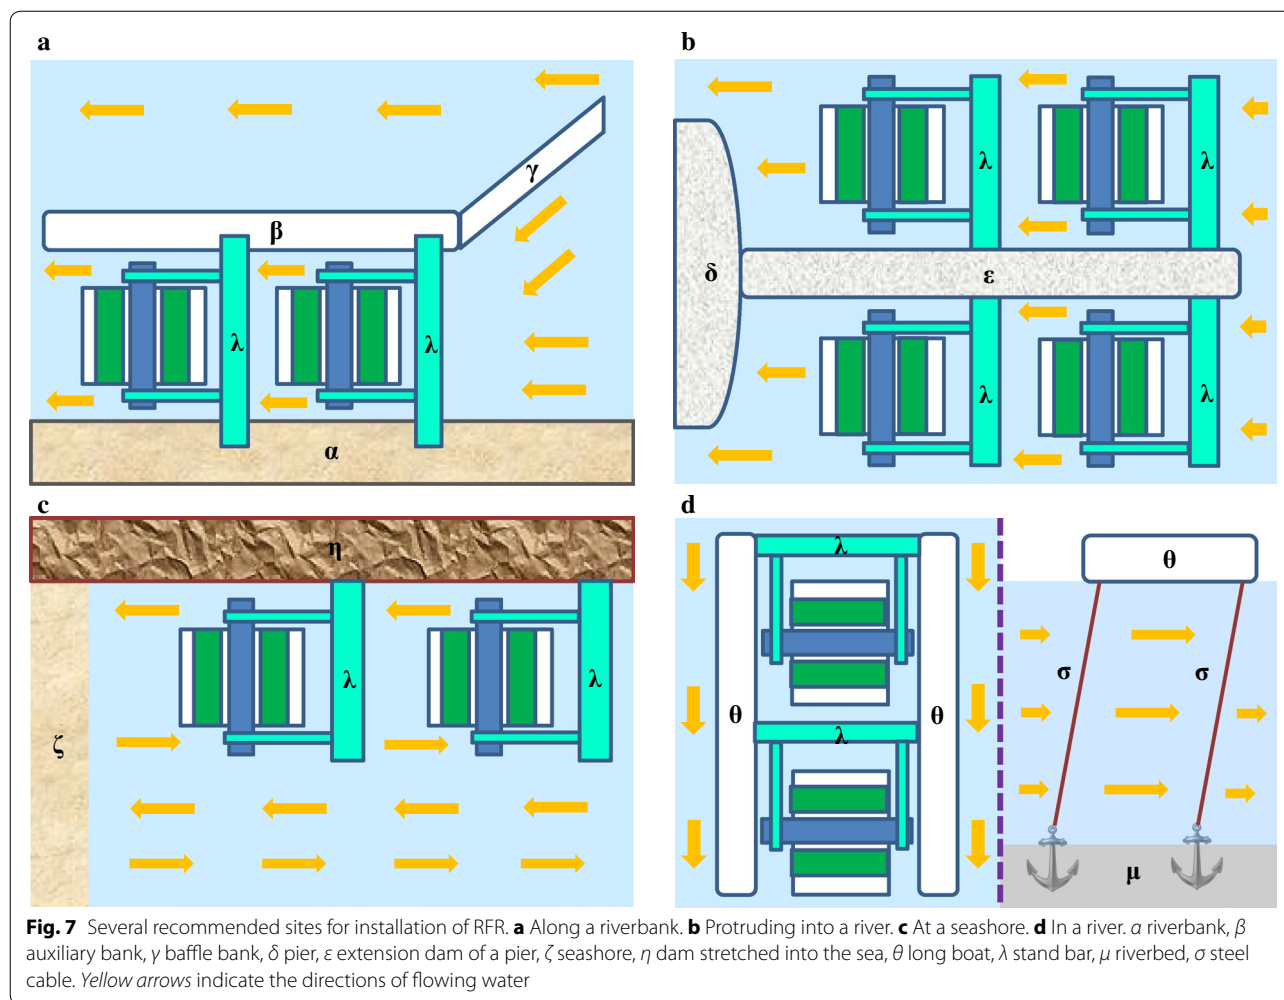 a
γ
β
λ
λ
α
b
λ
λ
δ
ε
λ
λ
c
η
λ
λ
ζ
d
λ
θ
θ
σ
σ
θ
λ
μ
Fig. 7 Several recommended sites for installation of RFR. a Along a riverbank. b Protruding into a river. c At a seashore. d In a river. α riverbank, β
auxiliary bank, γ baffle bank, δ pier, ε extension dam of a pier, ζ seashore, η dam stretched into the sea, θ long boat, λ stand bar, μ riverbed, σ steel
cable. Yellow arrows indicate the directions of flowing water